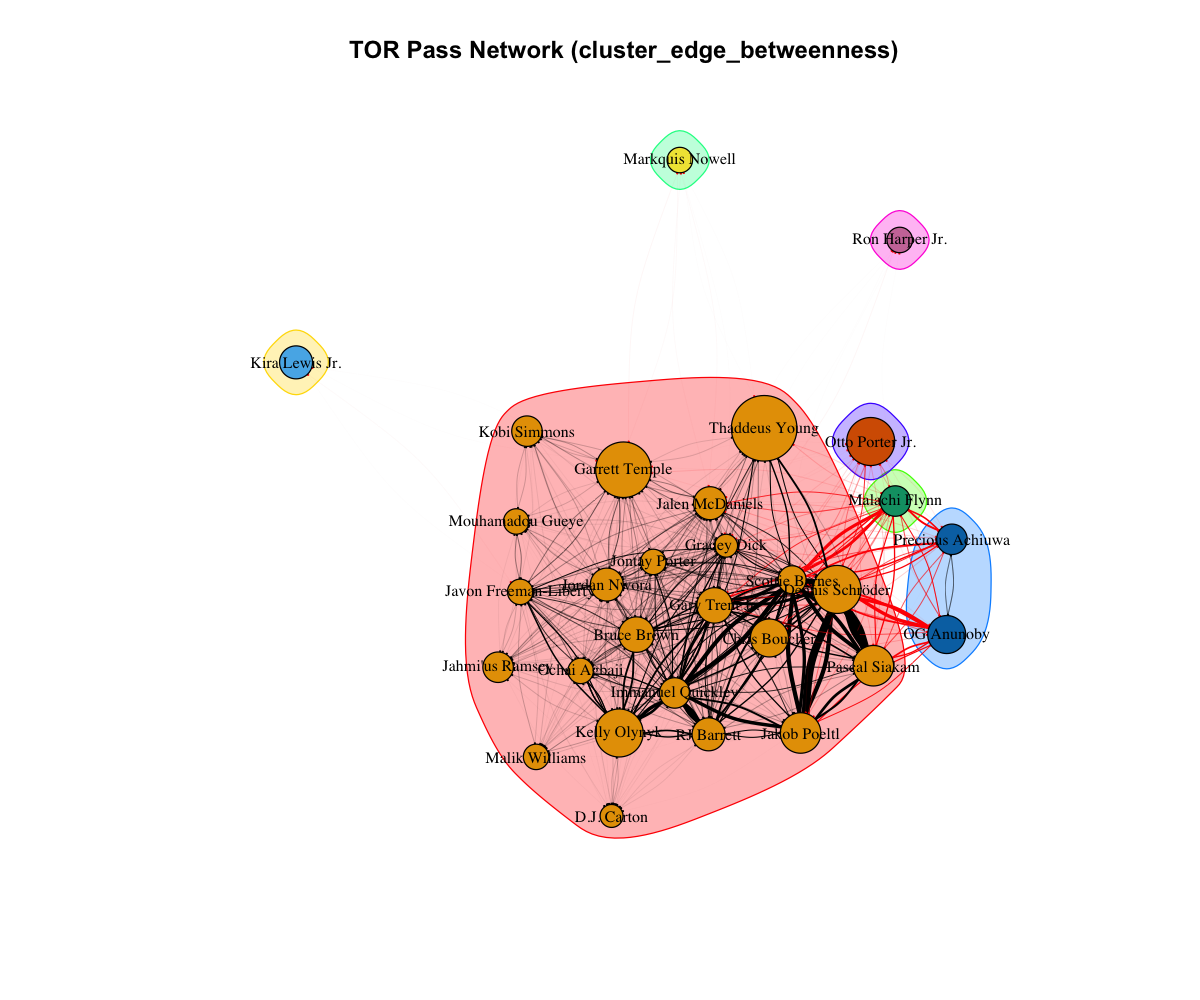 TOR Pass Network (cluster_edge_betweenness)
Markquis Nowell
Ron Harper Jr.
Kira Lewis Jr.
Kobi Simmons
Thaddeus Young
Otto Porter Jr.
Garrett Temple
Jalen McDaniels
Malachi Flynn
Mouhamadou Gueye
Precious Achiuwa
Gradey Dick
Jontay Porter
Scottie Barnes
Javon Freeman-Liberty
Jordan Nwora
Dennis Schröder
Gary Trent Jr.
Bruce Brown
Chris Boucher
OG Anunoby
Jahmi'us Ramsey
Ochai Agbaji
Pascal Siakam
Immanuel Quickley
Kelly Olynyk
RJ Barrett
Jakob Poeltl
Malik Williams
D.J. Carton